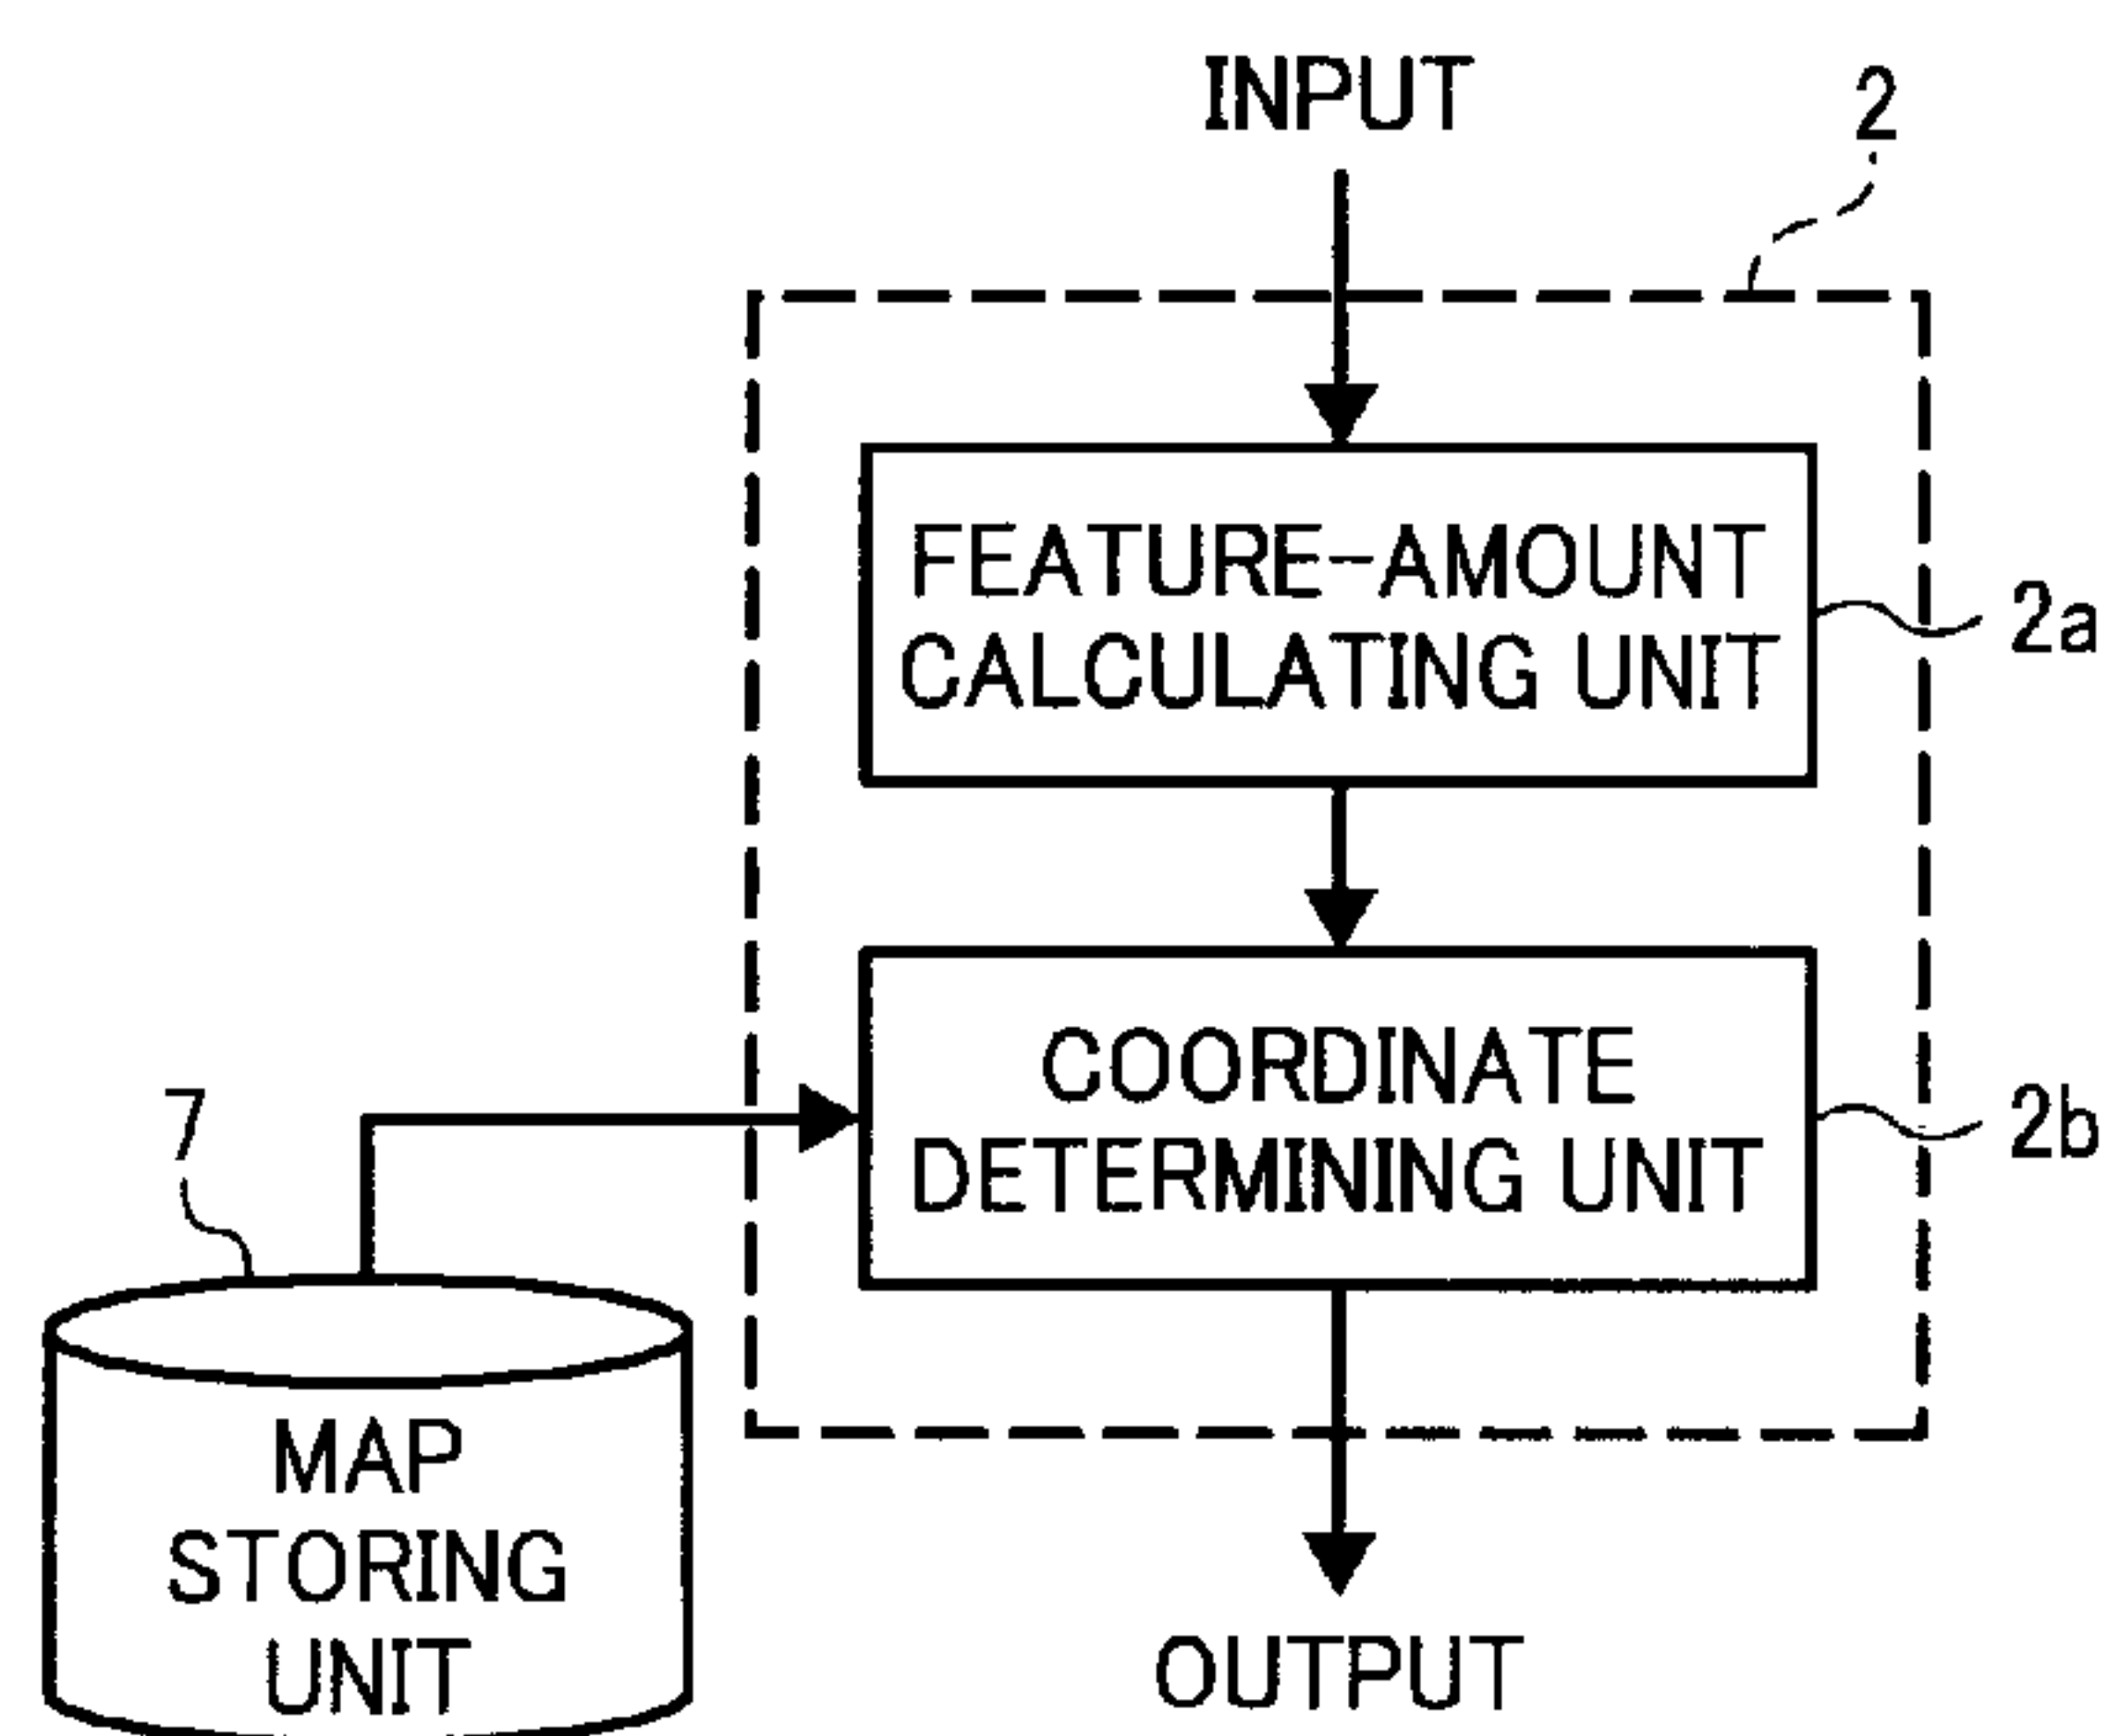 INPUT
2
FEATURE-AMOUNT
CALCULATING UNIT
2a
COORDINATE
DETERMINING UNIT
2b
7
MAP
STORING
UNIT
OUTPUT